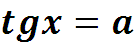 tgx = a